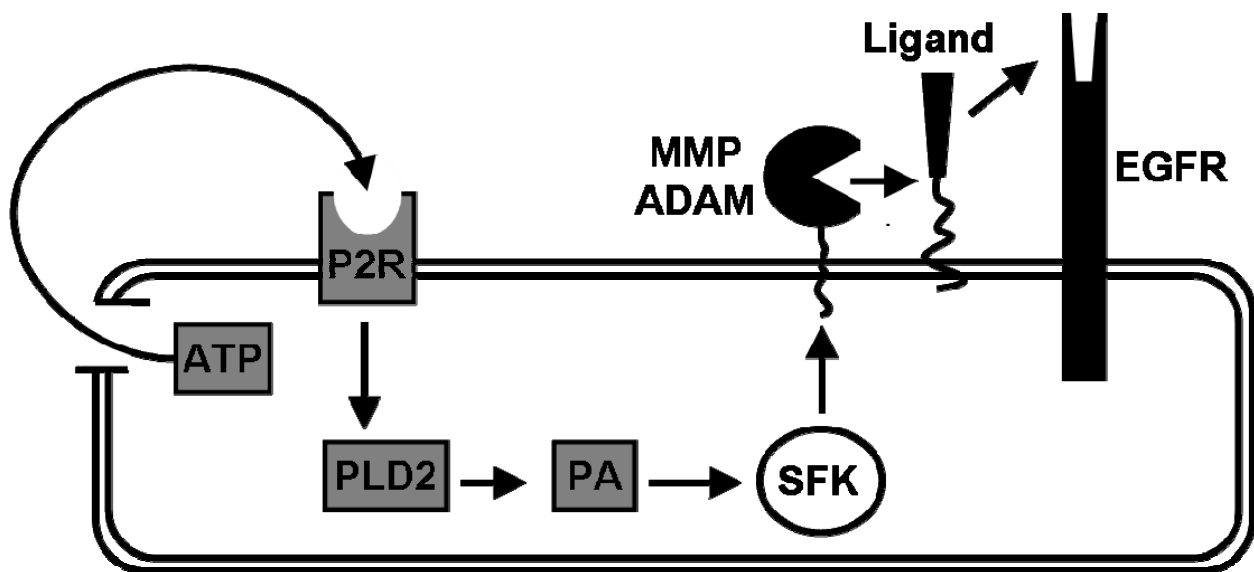 Ligand
MMP
ADAM
EGFR
P2R
ATP
PLD2
PA
SFK